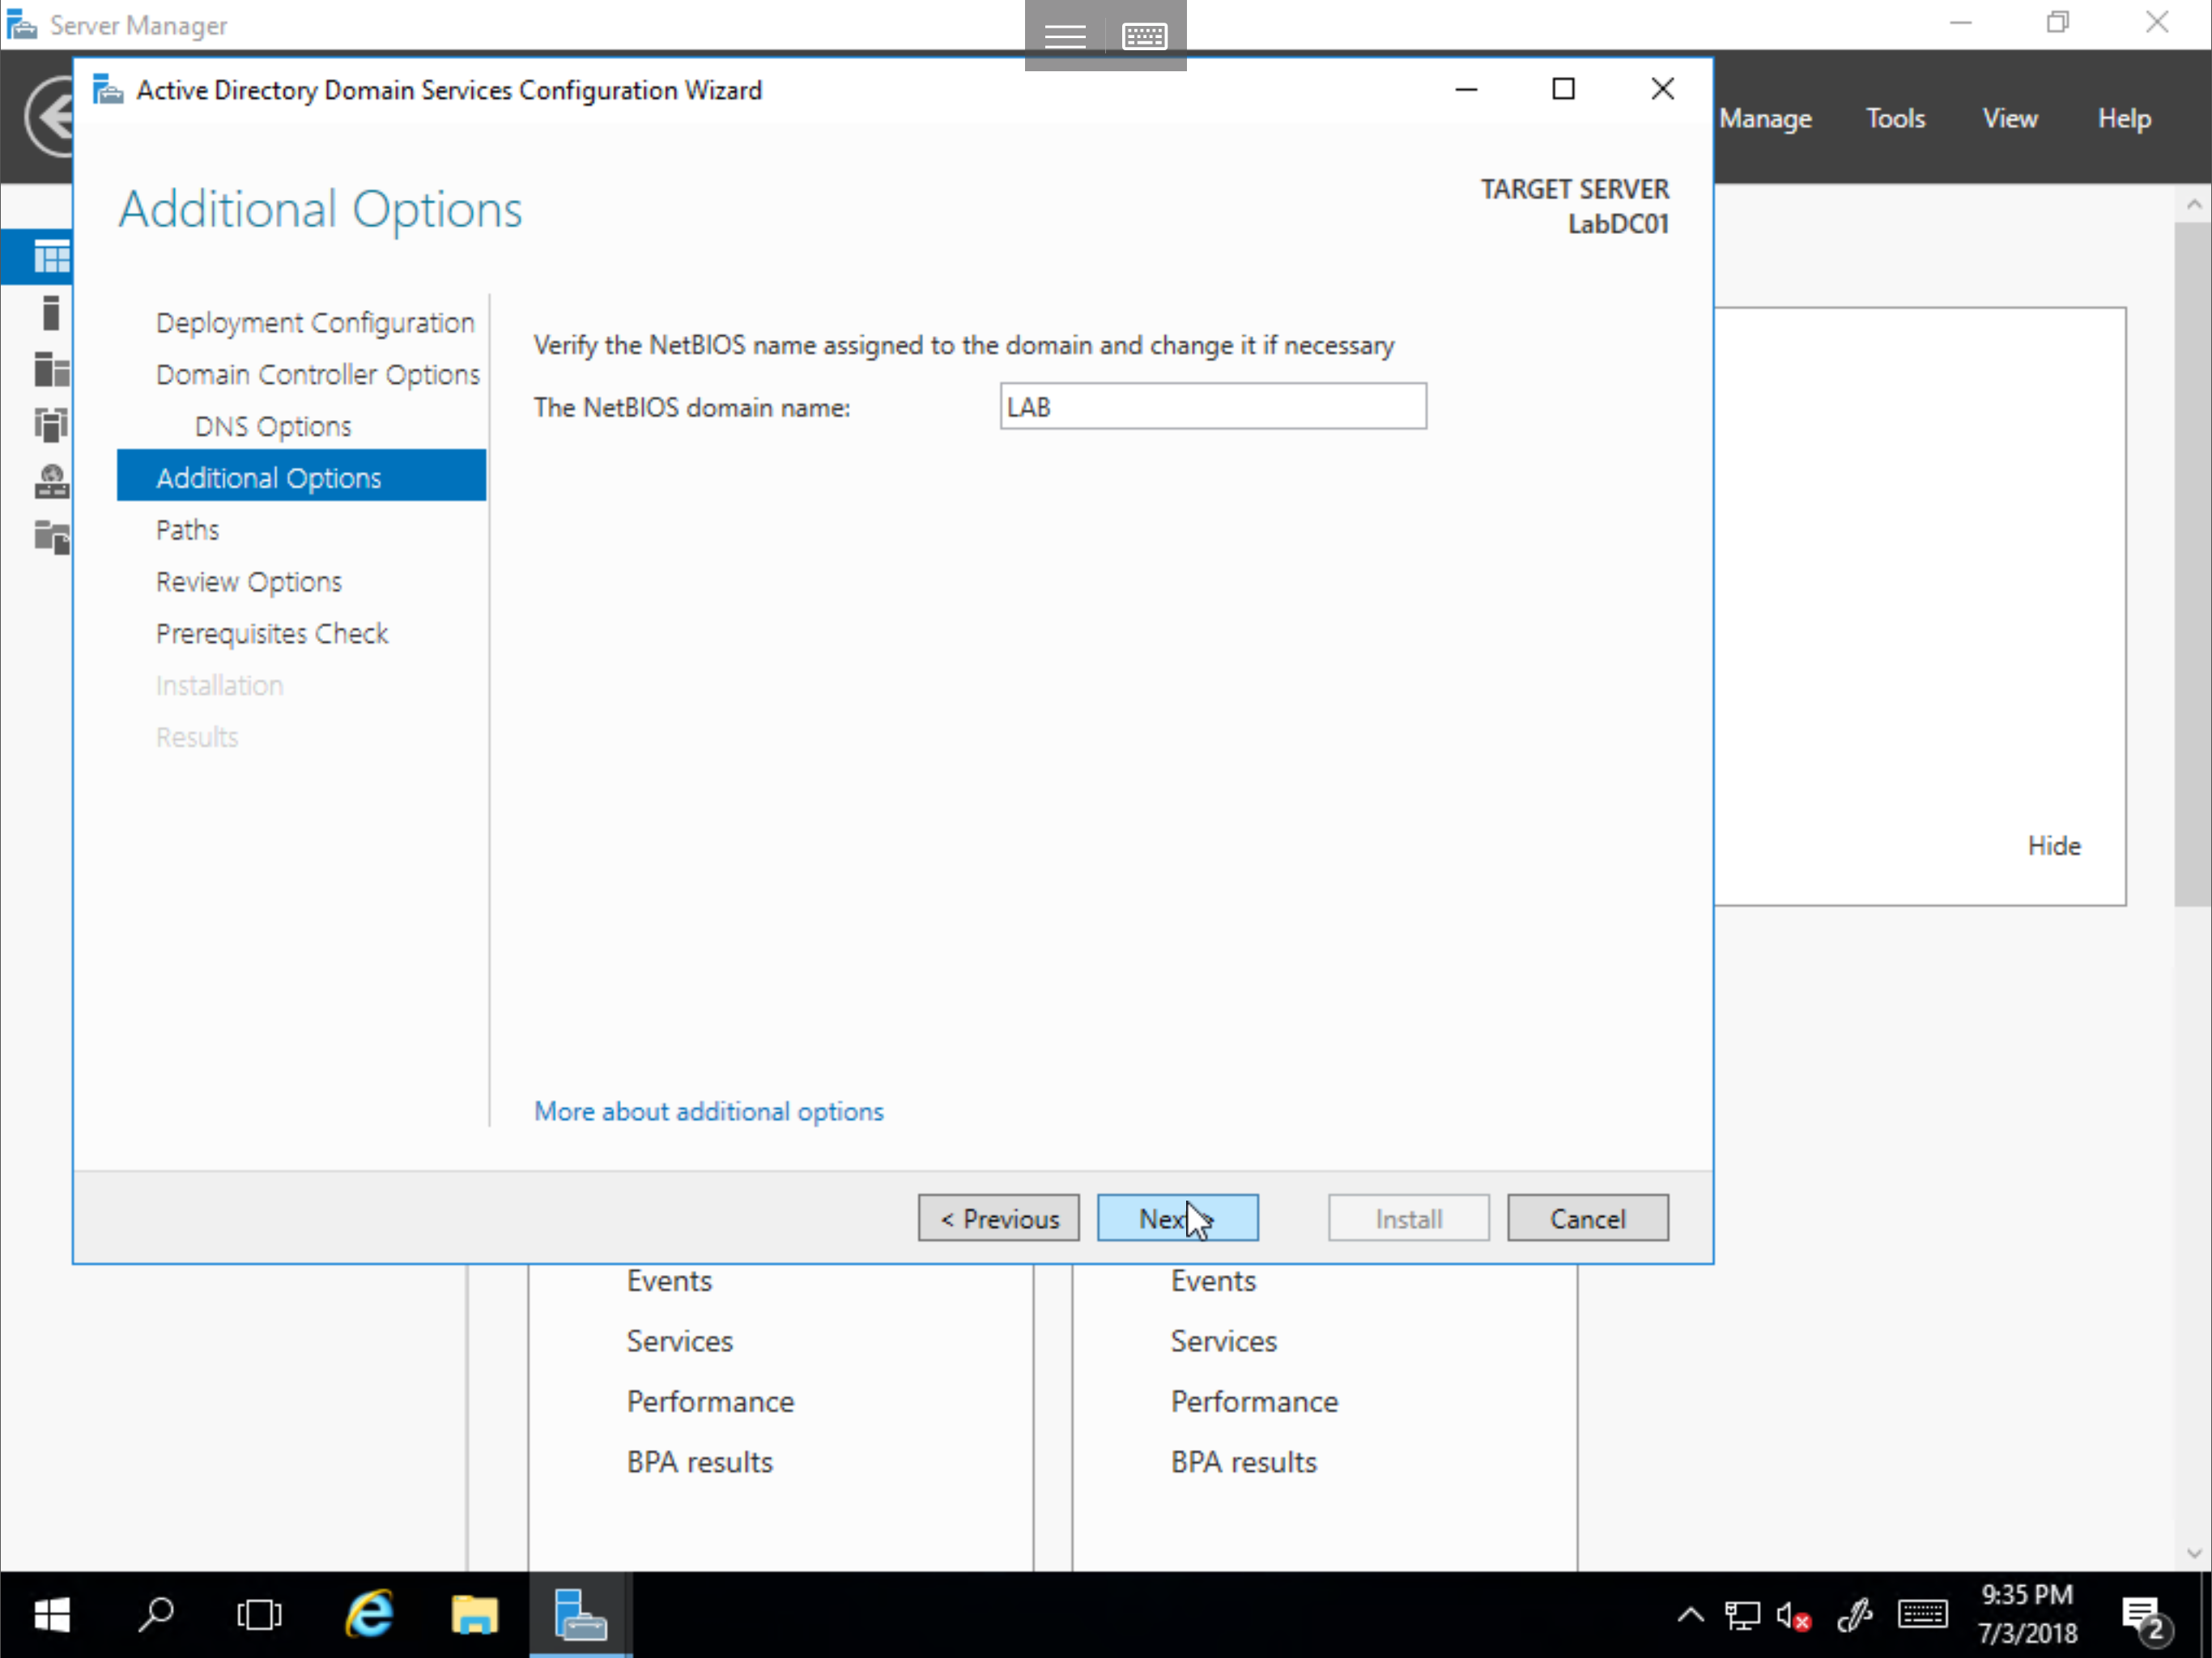 Server Manager
Active Directory Domain Services Configuration Wizard
Manage Tools View Help
Additional Options
TARGET SERVER
LabDC01
Deployment Configuration
Domain Controller Options
DNS Options
Additional Options
Paths
Review Options
Prerequisites Check
Installation
Results
Verify the NetBIOS name assigned to the domain and change it if necessary
The NetBIOS domain name: LAB
More about additional options
Hide
< Previous
Install
Cancel
Events
Services
Performance
BPA results
Events
Services
Performance
BPA results
9:35 PM
7/3/2018
2